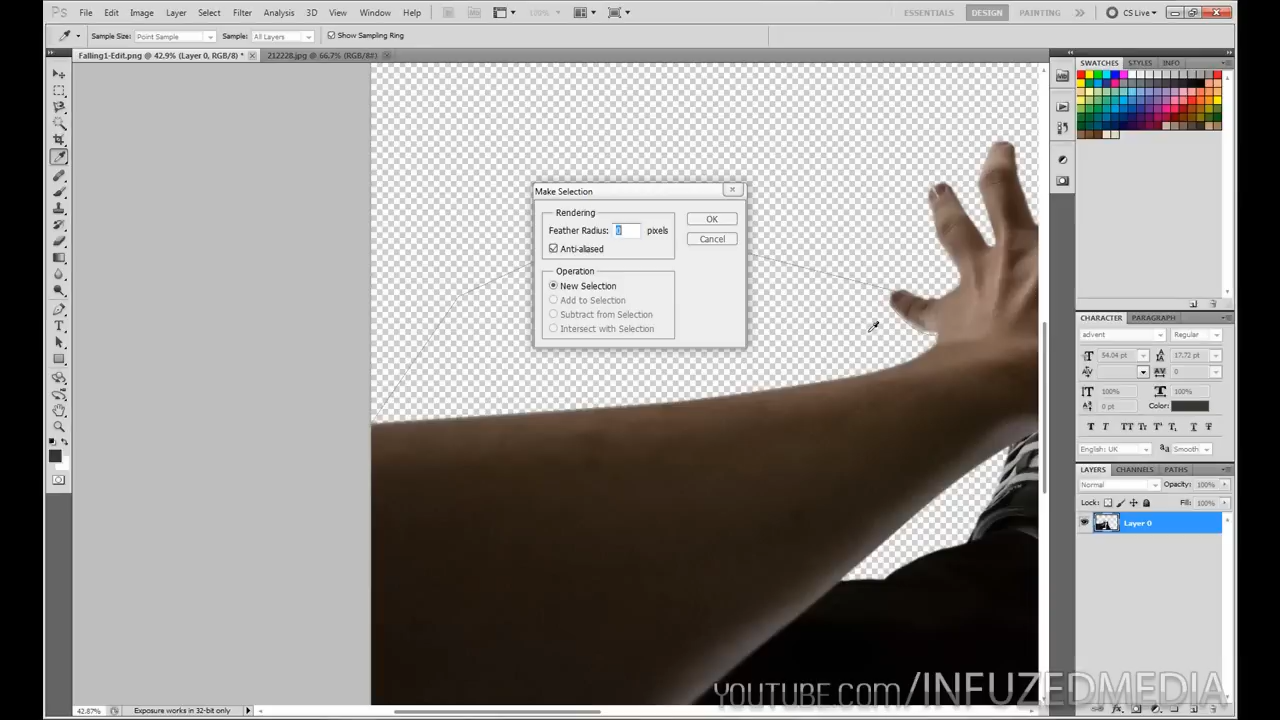 Ps File Edit Image Layer Select Filter Analysis 3D View Window Help ESSENTIALS DESIGN PAINTING CS Live
Sample Size: Point Sample Sample: All Layers Show Sampling Ring
Falling1-Edit.png @ 42.9% (Layer 0, RGB/8) * 212228.jpg @ 66.7% (RGB/8#)
SWATCHES STYLES INFO
Make Selection
Rendering
Feather Radius: 0 pixels
Anti-aliased
OK
Cancel
Operation
New Selection
Add to Selection
Subtract from Selection
Intersect with Selection
CHARACTER PARAGRAPH
advent Regular
54.04 pt 17.72 pt
0
100% 100%
0 pt Color:
English: UK Smooth
LAYERS CHANNELS PATHS
Normal Opacity: 100%
Lock: Fill: 100%
Layer 0
YOUTUBE.COM/INFUZEDMEDIA
42.87% Exposure works in 32-bit only